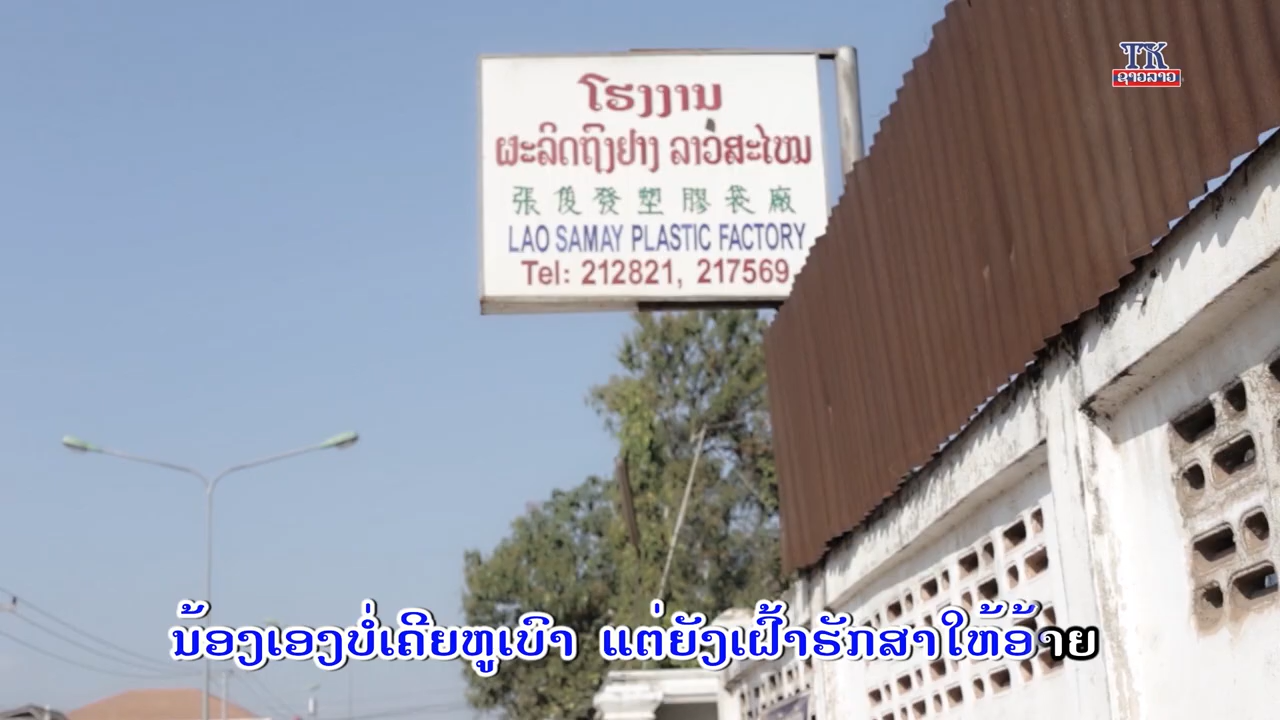 TK
ຊາວລາວ
ໂຮງງານ
ຜະລິດຖົງຢາງ ລາວສະໄໝ
張俊發塑膠袋廠
LAO SAMAY PLASTIC FACTORY
Tel: 212821, 217569
ນ້ອງເອງບໍ່ເຄີຍຫູເບົາ ແຕ່ຍັງເຝົ້າຮັກສາໃຫ້ອ້າຍ